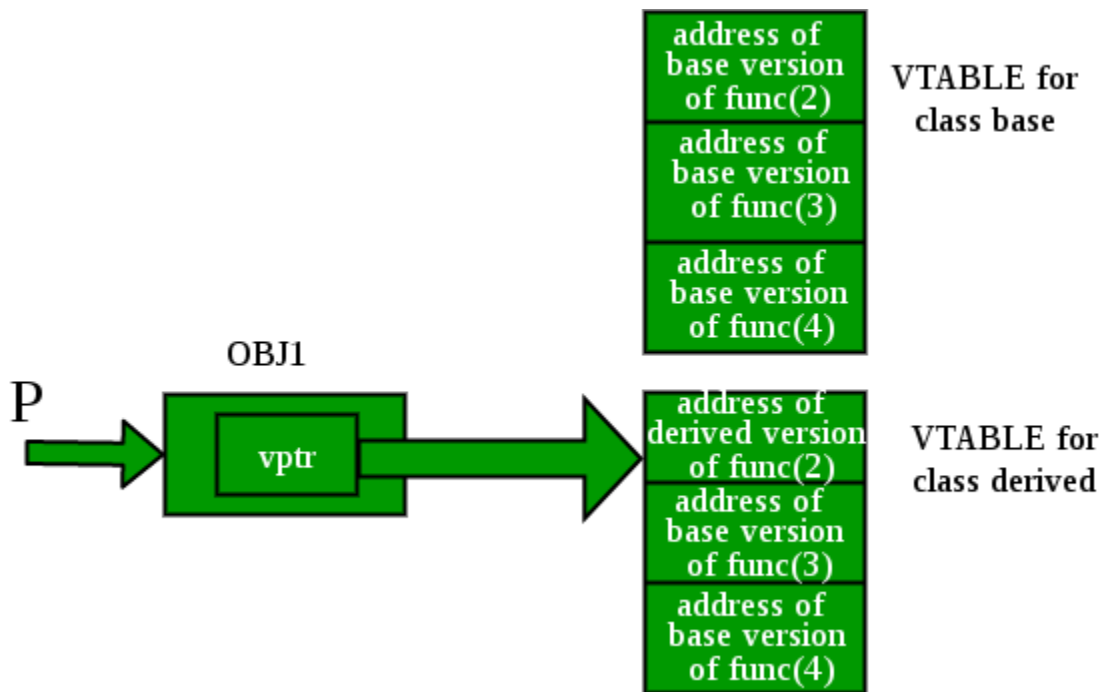 address of
base version
of func(2)
VTABLE for
class base
address of
base version
of func(3)
address of
base version
of func(4)
OBJ1
P
vptr
address of
derived version
of func(2)
VTABLE for
class derived
address of
base version
of func(3)
address of
base version
of func(4)